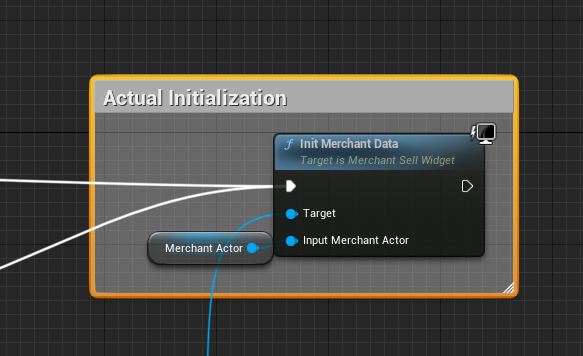 Actual Initialization
f Init Merchant Data
Target is Merchant Sell Widget
Target
Merchant Actor
Input Merchant Actor